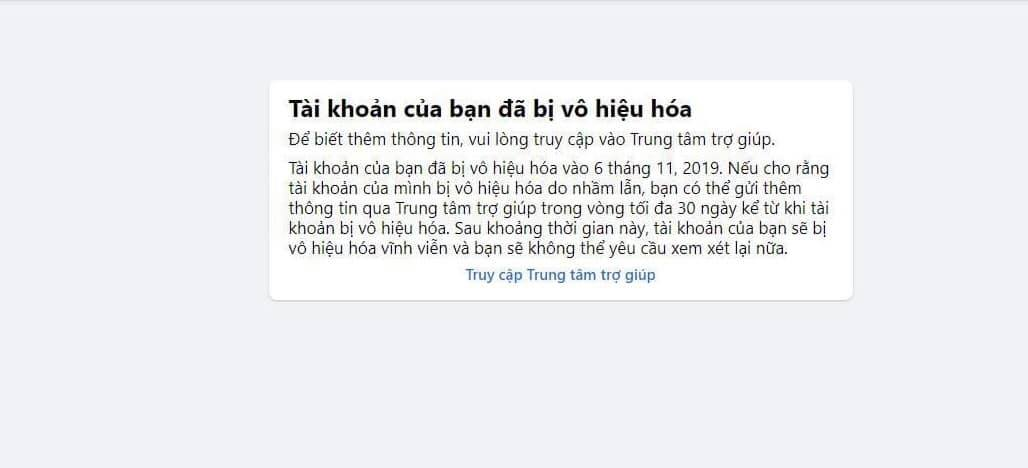 Tài khoản của bạn đã bị vô hiệu hóa
Để biết thêm thông tin, vui lòng truy cập vào Trung tâm trợ giúp.
Tài khoản của bạn đã bị vô hiệu hóa vào 6 tháng 11, 2019. Nếu cho rằng
tài khoản của mình bị vô hiệu hóa do nhầm lẫn, bạn có thể gửi thêm
thông tin qua Trung tâm trợ giúp trong vòng tối đa 30 ngày kể từ khi tài
khoản bị vô hiệu hóa. Sau khoảng thời gian này, tài khoản của bạn sẽ bị
vô hiệu hóa vĩnh viễn và bạn sẽ không thể yêu cầu xem xét lại nữa.
Truy cập Trung tâm trợ giúp